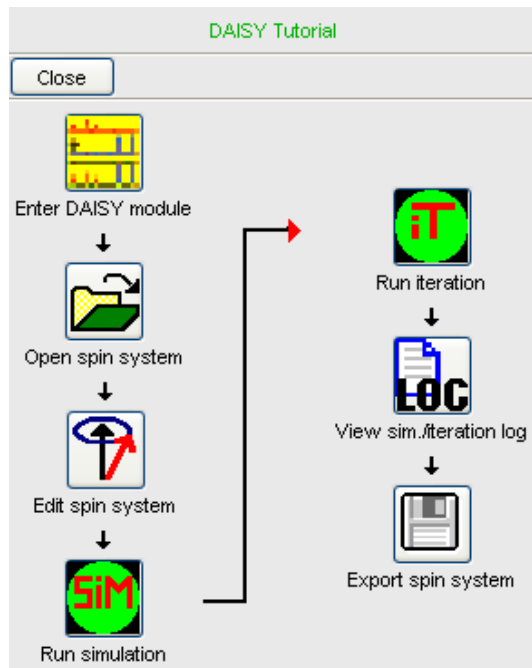 DAISY Tutorial
Close
Enter DAISY module
Open spin system
Edit spin system
SiM
Run simulation
iT
Run iteration
LOG
View sim./iteration log
Export spin system